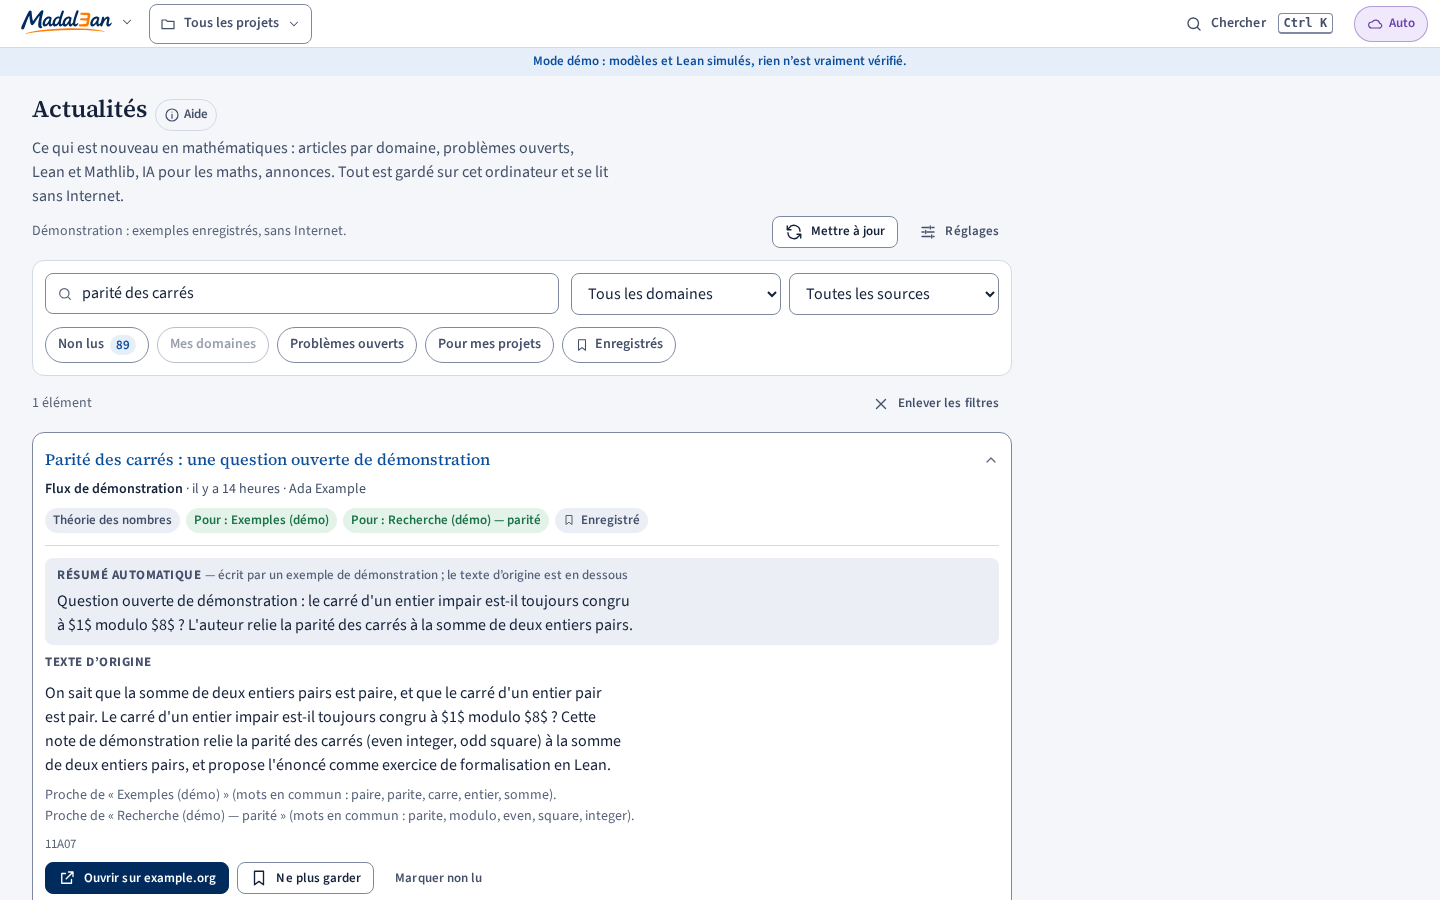 Madal∃an
Tous les projets
Chercher Ctrl K
Auto
Mode démo : modèles et Lean simulés, rien n’est vraiment vérifié.
Actualités
Aide
Ce qui est nouveau en mathématiques : articles par domaine, problèmes ouverts,
Lean et Mathlib, IA pour les maths, annonces. Tout est gardé sur cet ordinateur et se lit
sans Internet.
Démonstration : exemples enregistrés, sans Internet.
Mettre à jour
Réglages
parité des carrés
Tous les domaines
Toutes les sources
Non lus 89
Mes domaines
Problèmes ouverts
Pour mes projets
Enregistrés
1 élément
Enlever les filtres
Parité des carrés : une question ouverte de démonstration
Flux de démonstration · il y a 14 heures · Ada Example
Théorie des nombres
Pour : Exemples (démo)
Pour : Recherche (démo) — parité
Enregistré
RÉSUMÉ AUTOMATIQUE — écrit par un exemple de démonstration ; le texte d’origine est en dessous
Question ouverte de démonstration : le carré d'un entier impair est-il toujours congru
à $1$ modulo $8$ ? L'auteur relie la parité des carrés à la somme de deux entiers pairs.
TEXTE D’ORIGINE
On sait que la somme de deux entiers pairs est paire, et que le carré d'un entier pair
est pair. Le carré d'un entier impair est-il toujours congru à $1$ modulo $8$ ? Cette
note de démonstration relie la parité des carrés (even integer, odd square) à la somme
de deux entiers pairs, et propose l'énoncé comme exercice de formalisation en Lean.
Proche de « Exemples (démo) » (mots en commun : paire, parite, carre, entier, somme).
Proche de « Recherche (démo) — parité » (mots en commun : parite, modulo, even, square, integer).
11A07
Ouvrir sur example.org
Ne plus garder
Marquer non lu